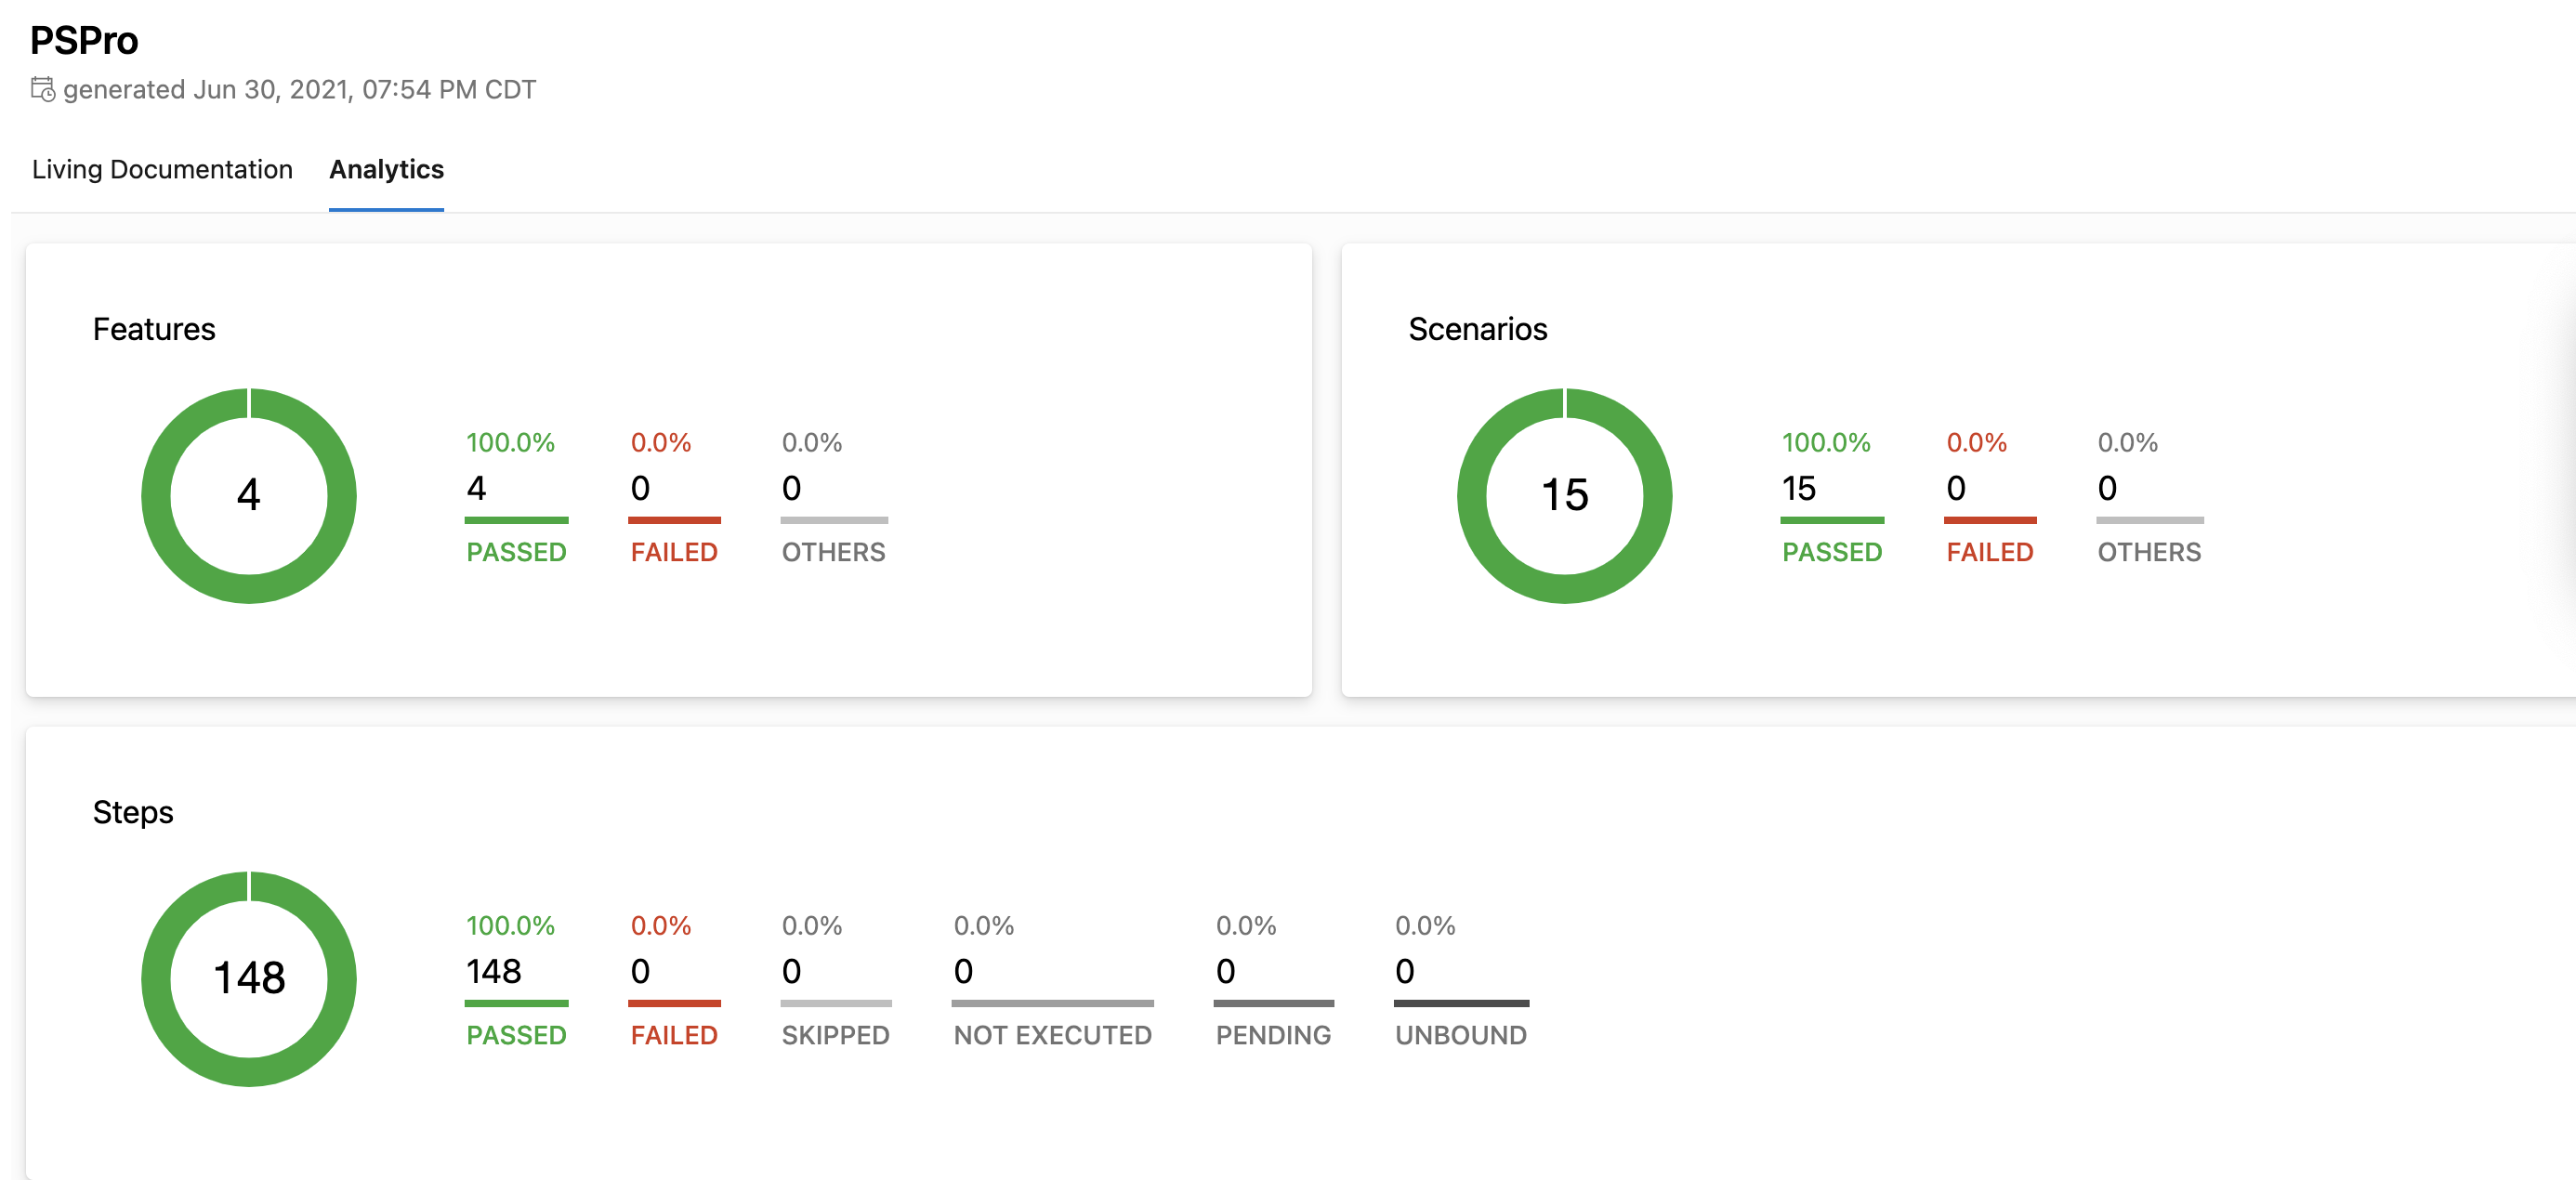 PSPro
generated Jun 30, 2021, 07:54 PM CDT
Living Documentation Analytics
Features
4
100.0% 0.0% 0.0%
4 0 0
PASSED FAILED OTHERS
Scenarios
15
100.0% 0.0% 0.0%
15 0 0
PASSED FAILED OTHERS
Steps
148
100.0% 0.0% 0.0% 0.0% 0.0% 0.0%
148 0 0 0 0 0
PASSED FAILED SKIPPED NOT EXECUTED PENDING UNBOUND